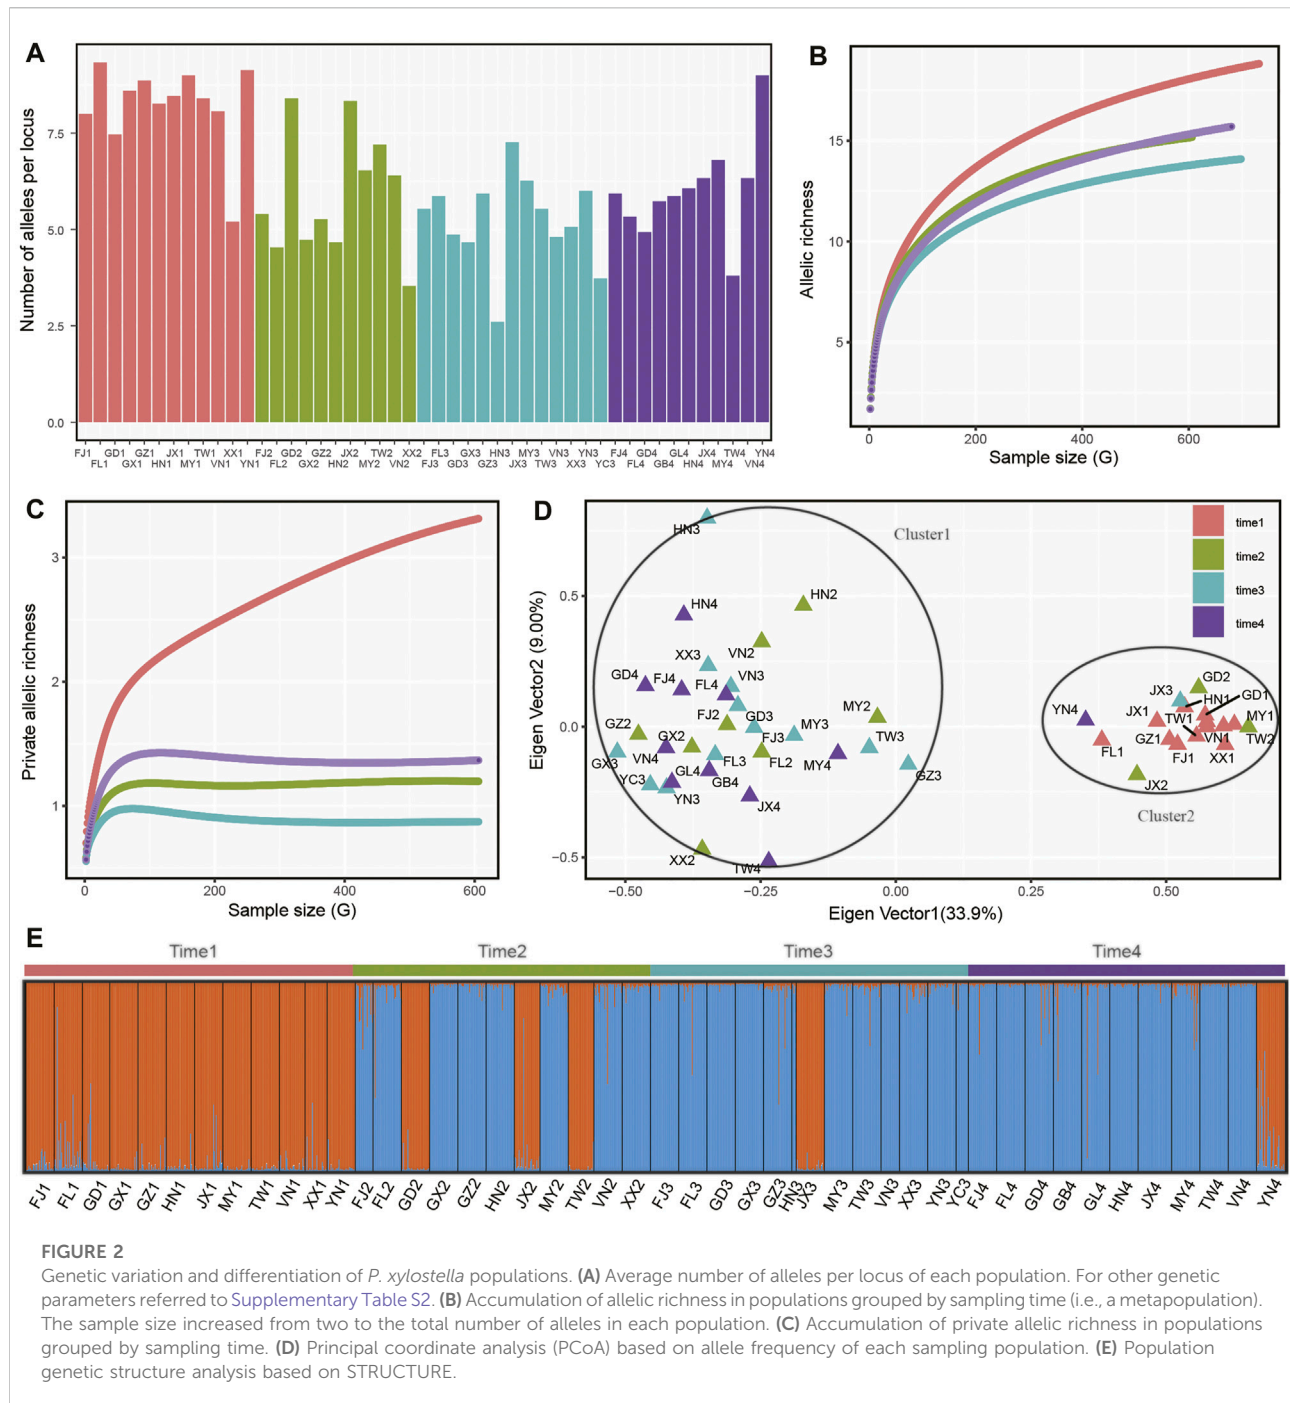 A
Number of alleles per locus
7.5
5.0
2.5
0.0
FJ1 GD1 GZ1 JX1 TW1 XX1 FJ2 GD2 GZ2 JX2 TW2 XX2 FL3 GX3 HN3 MY3 VN3 YN3 FJ4 GD4 GL4 JX4 TW4 YN4
FL1 GX1 HN1 MY1 VN1 YN1 FL2 GX2 HN2 MY2 VN2 FJ3 GD3 GZ3 JX3 TW3 XX3 YC3 FL4 GB4 HN4 MY4 VN4
B
Allelic richness
15
10
5
0 200 400 600
Sample size (G)
C
Private allelic richness
3
2
1
0 200 400 600
Sample size (G)
D
Eigen Vector2 (9.00%)
0.5
0.0
−0.5
−0.50 −0.25 0.00 0.25 0.50
Eigen Vector1(33.9%)
Cluster1
Cluster2
time1
time2
time3
time4
HN3
HN4
HN2
VN2
XX3
VN3
GD4
FJ4
FL4
FJ2
GD3
MY3
MY2
GZ2
GX2
FJ3
TW3
GX3
VN4
FL3
FL2
MY4
GZ3
YC3
GL4
GB4
YN3
JX4
XX2
TW4
GD2
JX3
HN1
GD1
YN4
JX1
TW1
MY1
FL1
GZ1
VN1
TW2
FJ1
XX1
JX2
E
Time1 Time2 Time3 Time4
FJ1 FL1 GD1 GX1 GZ1 HN1 JX1 MY1 TW1 VN1 XX1 YN1 FJ2 FL2 GD2 GX2 GZ2 HN2 JX2 MY2 TW2 VN2 XX2 FJ3 FL3 GD3 GX3 GZ3 HN3 JX3 MY3 TW3 VN3 XX3 YN3 YC3 FJ4 FL4 GD4 GB4 GL4 HN4 JX4 MY4 TW4 VN4 YN4
FIGURE 2
Genetic variation and differentiation of P. xylostella populations. (A) Average number of alleles per locus of each population. For other genetic
parameters referred to Supplementary Table S2. (B) Accumulation of allelic richness in populations grouped by sampling time (i.e., a metapopulation).
The sample size increased from two to the total number of alleles in each population. (C) Accumulation of private allelic richness in populations
grouped by sampling time. (D) Principal coordinate analysis (PCoA) based on allele frequency of each sampling population. (E) Population
genetic structure analysis based on STRUCTURE.